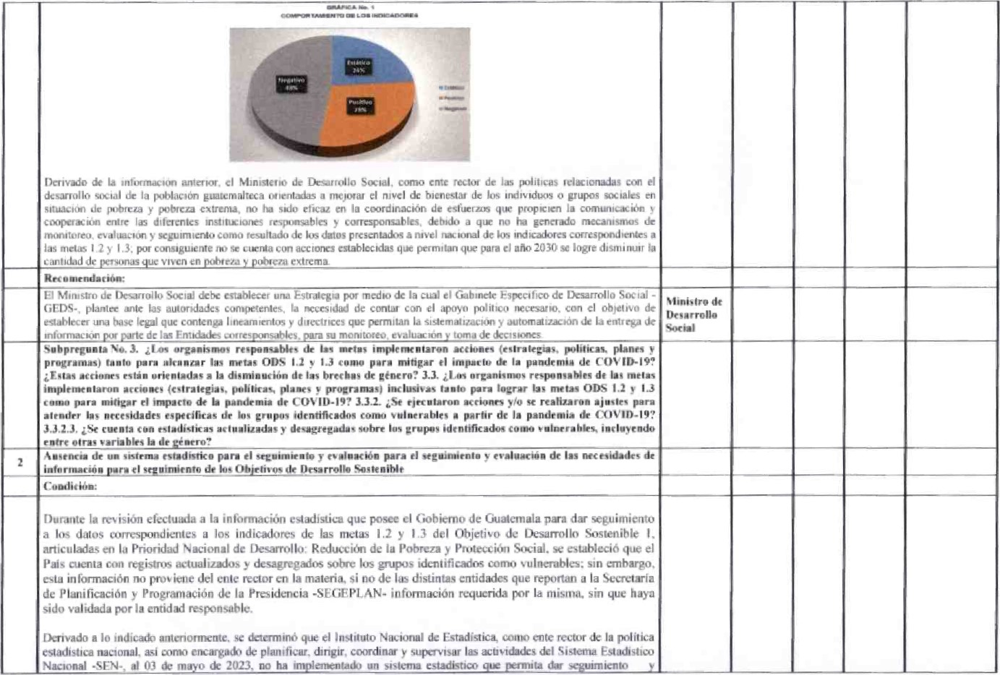 GRÁFICA No. 1
COMPORTAMIENTO DE LOS INDICADORES
Estático
24%
Negativo
48%
Positivo
28%
Estático
Positivo
Negativo
Derivado de la información anterior, el Ministerio de Desarrollo Social, como ente rector de las políticas relacionadas con el
desarrollo social de la población guatemalteca orientadas a mejorar el nivel de bienestar de los individuos o grupos sociales en
situación de pobreza y pobreza extrema, no ha sido eficaz en la coordinación de esfuerzos que propicien la comunicación y
cooperación entre las diferentes instituciones responsables y corresponsables, debido a que no ha generado mecanismos de
monitoreo, evaluación y seguimiento como resultado de los datos presentados a nivel nacional de los indicadores correspondientes a
las metas 1.2 y 1.3; por consiguiente no se cuenta con acciones establecidas que permitan que para el año 2030 se logre disminuir la
cantidad de personas que viven en pobreza y pobreza extrema.
Recomendación:
El Ministro de Desarrollo Social debe establecer una Estrategia por medio de la cual el Gabinete Especifico de Desarrollo Social -
GEDS-, plantee ante las autoridades competentes, la necesidad de contar con el apoyo político necesario, con el objetivo de
establecer una base legal que contenga lineamientos y directrices que permitan la sistematización y automatización de la entrega de
información por parte de las Entidades corresponsables, para su monitoreo, evaluación y toma de decisiones.
Ministro de
Desarrollo
Social
Subpregunta No. 3. ¿Los organismos responsables de las metas implementaron acciones (estrategias, políticas, planes y
programas) tanto para alcanzar las metas ODS 1.2 y 1.3 como para mitigar el impacto de la pandemia de COVID-19?
¿Estas acciones están orientadas a la disminución de las brechas de género? 3.3. ¿Los organismos responsables de las metas
implementaron acciones (estrategias, políticas, planes y programas) inclusivas tanto para lograr las metas ODS 1.2 y 1.3
como para mitigar el impacto de la pandemia de COVID-19? 3.3.2. ¿Se ejecutaron acciones y/o se realizaron ajustes para
atender las necesidades específicas de los grupos identificados como vulnerables a partir de la pandemia de COVID-19?
3.3.2.3. ¿Se cuenta con estadísticas actualizadas y desagregadas sobre los grupos identificados como vulnerables, incluyendo
entre otras variables la de género?
2
Ausencia de un sistema estadístico para el seguimiento y evaluación para el seguimiento y evaluación de las necesidades de
información para el seguimiento de los Objetivos de Desarrollo Sostenible
Condición:
Durante la revisión efectuada a la información estadística que posee el Gobierno de Guatemala para dar seguimiento
a los datos correspondientes a los indicadores de las metas 1.2 y 1.3 del Objetivo de Desarrollo Sostenible 1,
articuladas en la Prioridad Nacional de Desarrollo: Reducción de la Pobreza y Protección Social, se estableció que el
País cuenta con registros actualizados y desagregados sobre los grupos identificados como vulnerables; sin embargo,
esta información no proviene del ente rector en la materia, si no de las distintas entidades que reportan a la Secretaría
de Planificación y Programación de la Presidencia -SEGEPLAN- información requerida por la misma, sin que haya
sido validada por la entidad responsable.
Derivado a lo indicado anteriormente, se determinó que el Instituto Nacional de Estadística, como ente rector de la política
estadística nacional, así como encargado de planificar, dirigir, coordinar y supervisar las actividades del Sistema Estadístico
Nacional -SEN-, al 03 de mayo de 2023, no ha implementado un sistema estadístico que permita dar seguimiento y